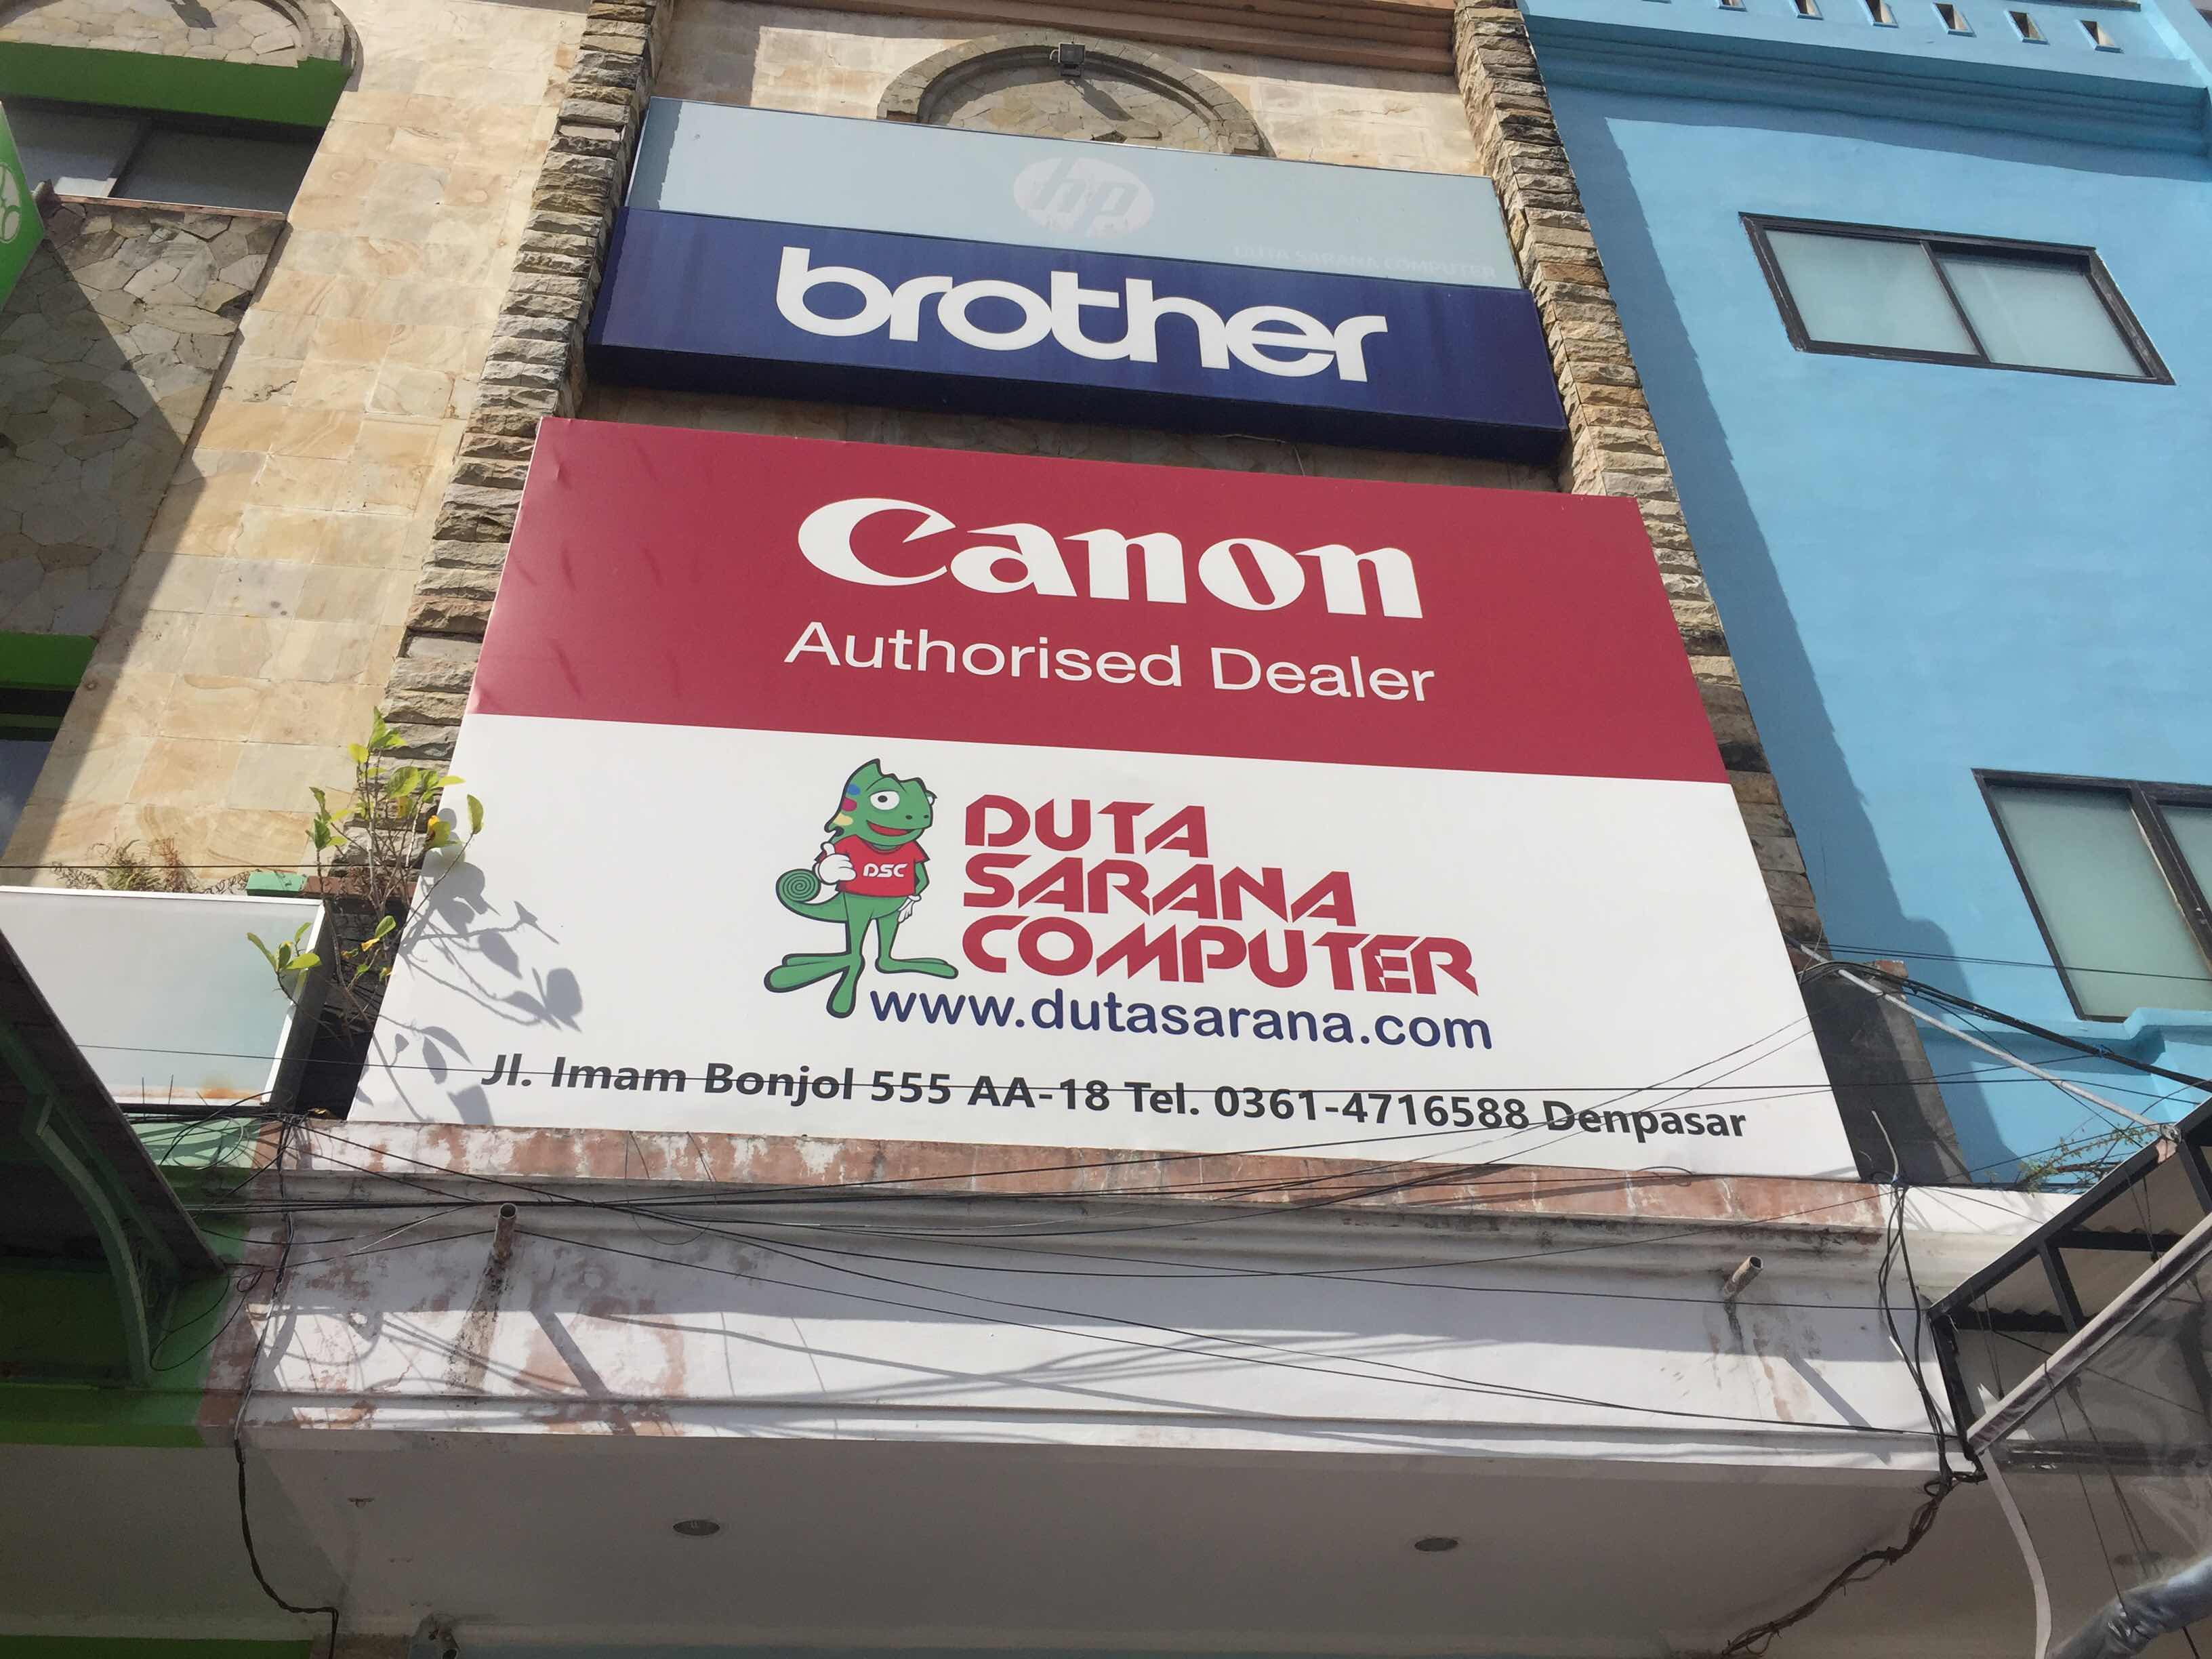 hp
DUTA SARANA COMPUTER
brother
Canon
Authorised Dealer
DSC
DUTA
SARANA
COMPUTER
www.dutasarana.com
Jl. Imam Bonjol 555 AA-18 Tel. 0361-4716588 Denpasar